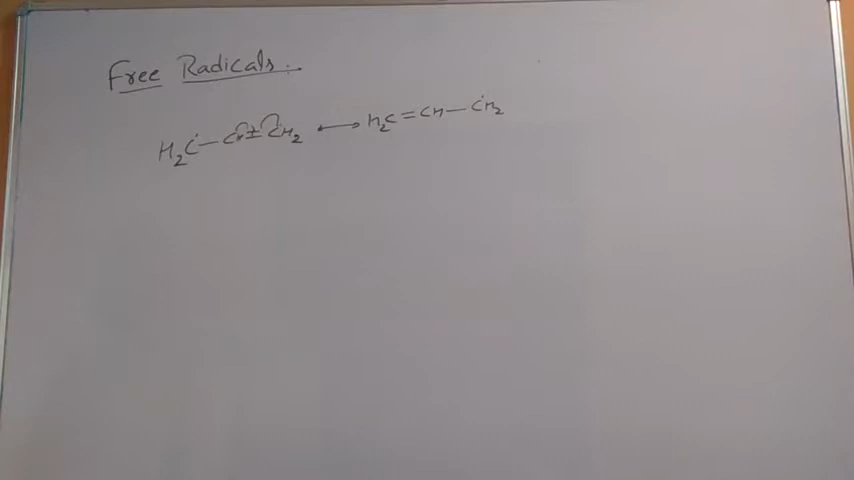 Free Radicals.
H₂Ċ—CH=CH₂ ⟷ H₂C=CH—ĊH₂